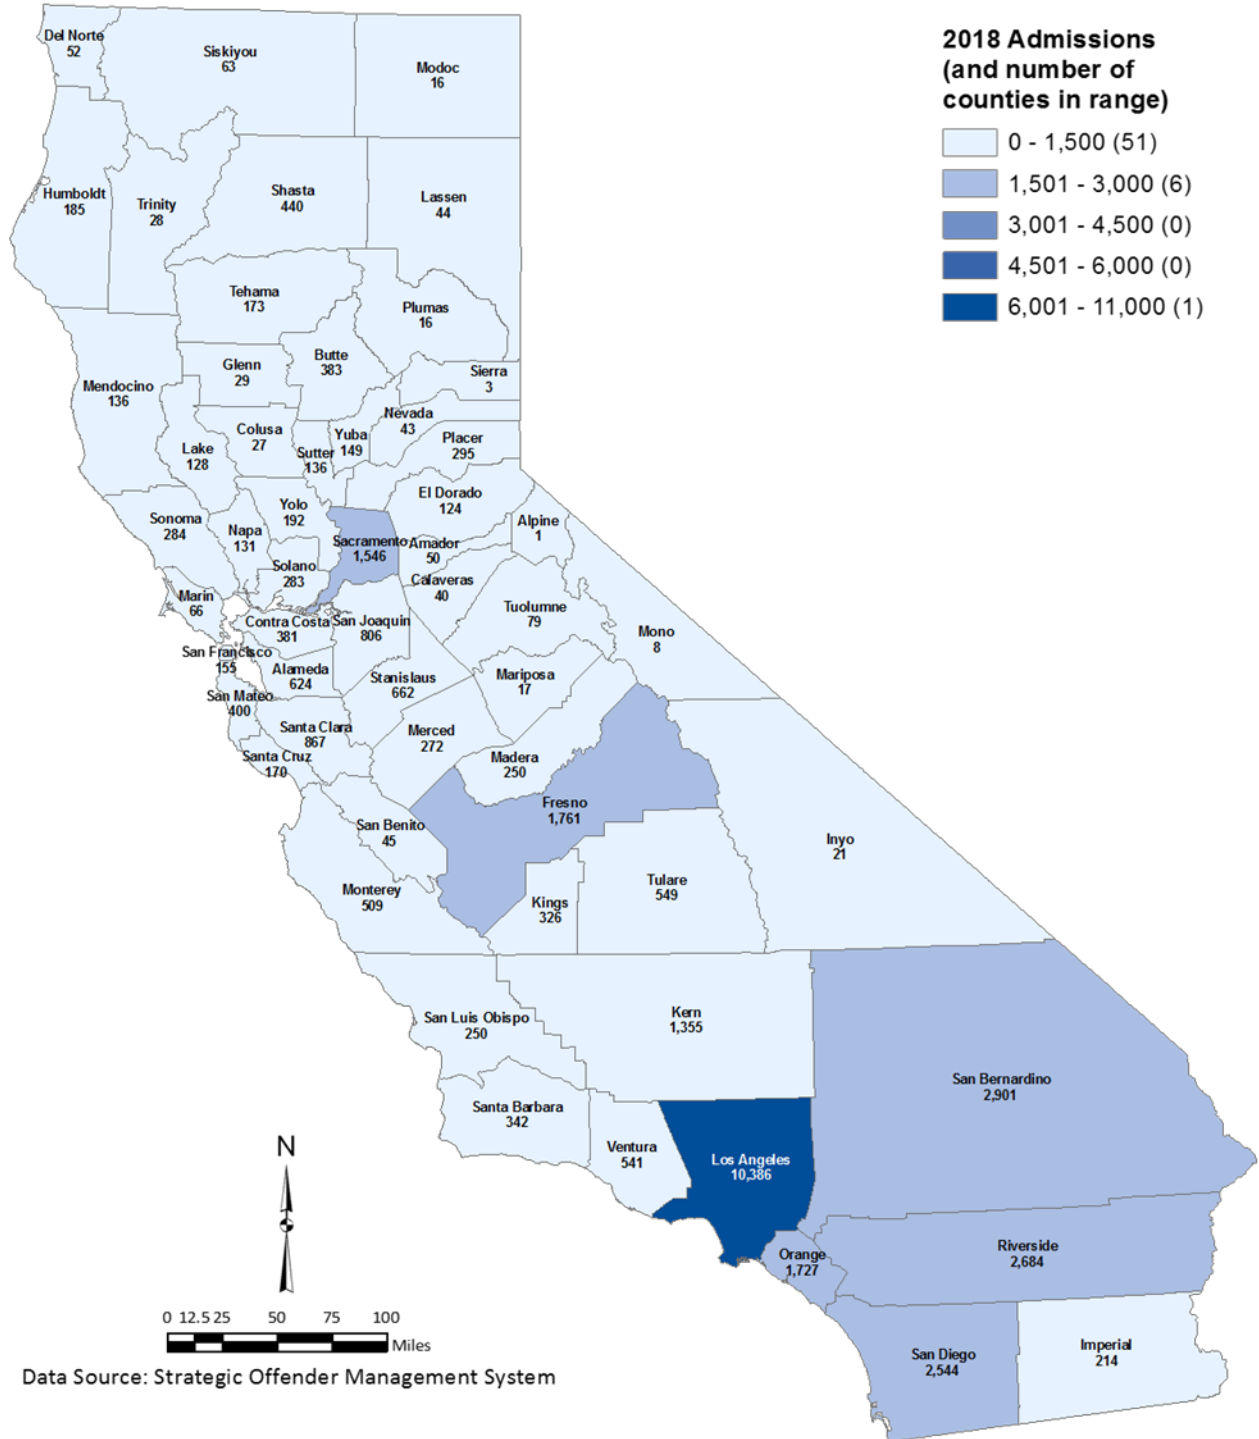 2018 Admissions
(and number of
counties in range)
0 - 1,500 (51)
1,501 - 3,000 (6)
3,001 - 4,500 (0)
4,501 - 6,000 (0)
6,001 - 11,000 (1)
Del Norte
52
Siskiyou
63
Modoc
16
Humboldt
185
Trinity
28
Shasta
440
Lassen
44
Tehama
173
Plumas
16
Mendocino
136
Glenn
29
Butte
383
Sierra
3
Lake
128
Colusa
27
Sutter
136
Yuba
149
Nevada
43
Placer
295
El Dorado
124
Sonoma
284
Napa
131
Yolo
192
Sacramento
1,546
Amador
50
Alpine
1
Solano
283
Calaveras
40
Marin
66
Contra Costa
381
San Joaquin
806
Tuolumne
79
Mono
8
San Francisco
155
Alameda
624
Stanislaus
662
Mariposa
17
San Mateo
400
Santa Clara
867
Merced
272
Santa Cruz
170
Madera
250
Fresno
1,761
San Benito
45
Inyo
21
Monterey
509
Kings
326
Tulare
549
San Luis Obispo
250
Kern
1,355
San Bernardino
2,901
Santa Barbara
342
Ventura
541
Los Angeles
10,386
Orange
1,727
Riverside
2,684
San Diego
2,544
Imperial
214
N
0 12.5 25 50 75 100
Miles
Data Source: Strategic Offender Management System